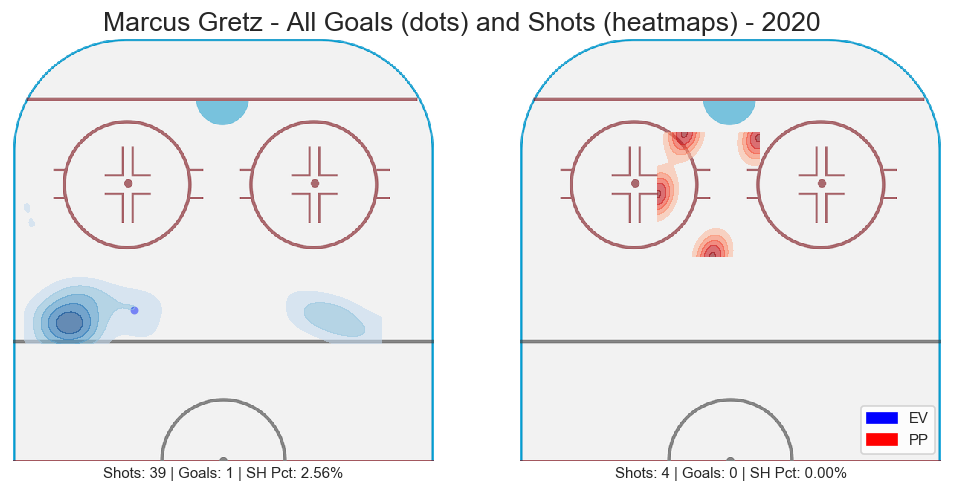 Marcus Gretz - All Goals (dots) and Shots (heatmaps) - 2020
EV
PP
Shots: 39 | Goals: 1 | SH Pct: 2.56%
Shots: 4 | Goals: 0 | SH Pct: 0.00%